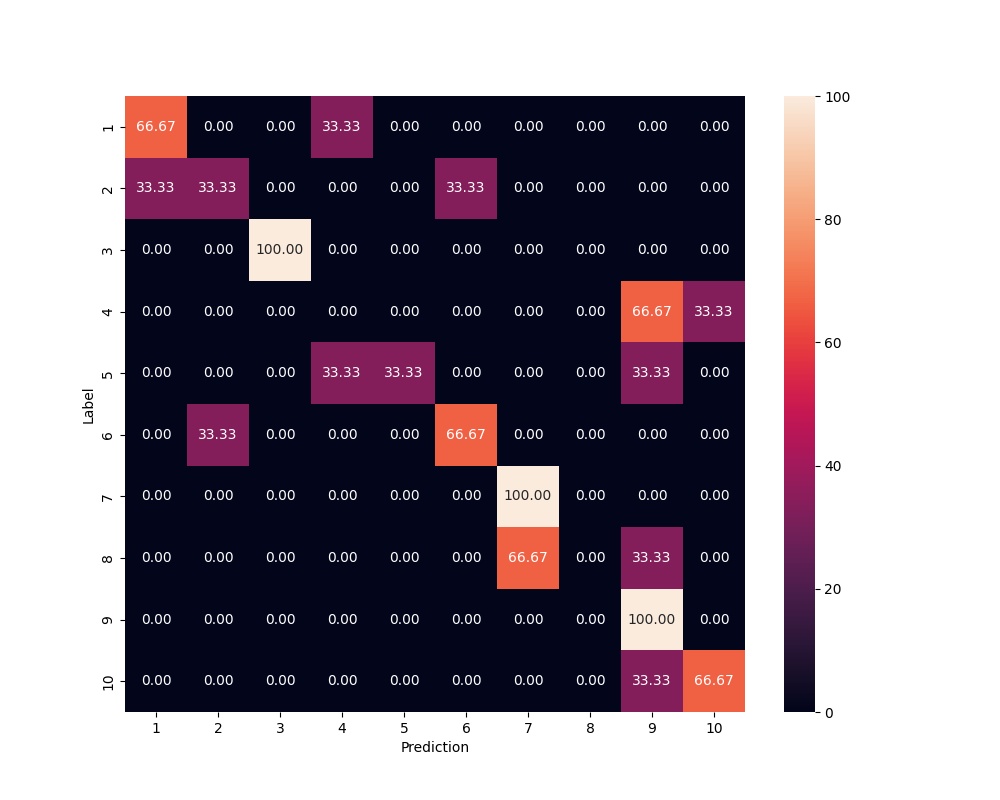 1 66.67 0.00 0.00 33.33 0.00 0.00 0.00 0.00 0.00 0.00
2 33.33 33.33 0.00 0.00 0.00 33.33 0.00 0.00 0.00 0.00
3 0.00 0.00 100.00 0.00 0.00 0.00 0.00 0.00 0.00 0.00
4 0.00 0.00 0.00 0.00 0.00 0.00 0.00 0.00 66.67 33.33
5 0.00 0.00 0.00 33.33 33.33 0.00 0.00 0.00 33.33 0.00
6 0.00 33.33 0.00 0.00 0.00 66.67 0.00 0.00 0.00 0.00
7 0.00 0.00 0.00 0.00 0.00 0.00 100.00 0.00 0.00 0.00
8 0.00 0.00 0.00 0.00 0.00 0.00 66.67 0.00 33.33 0.00
9 0.00 0.00 0.00 0.00 0.00 0.00 0.00 0.00 100.00 0.00
10 0.00 0.00 0.00 0.00 0.00 0.00 0.00 0.00 33.33 66.67
1 2 3 4 5 6 7 8 9 10
Prediction
Label
100
80
60
40
20
0